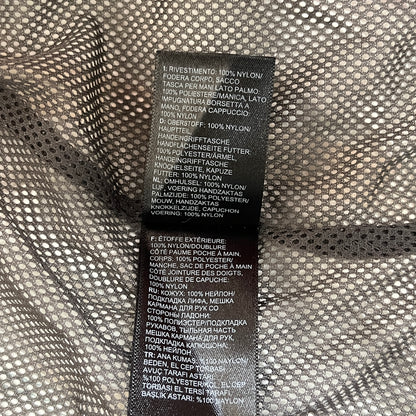 I: RIVESTIMENTO: 100% NYLON/
FODERA CORPO, SACCO
TASCA PER MANI LATO PALMO:
100% POLIESTERE/MANICA, LATO
IMPUGNATURA BORSETTA A
MANO, FODERA CAPPUCCIO:
100% NYLON
D: OBERSTOFF: 100% NYLON/
HAUPTTEIL,
HANDEINGRIFFTASCHE
HANDFLÄCHENSEITE FUTTER:
100% POLYESTER/ÄRMEL,
HANDEINGRIFFTASCHE
KNÖCHELSEITE, KAPUZE
FUTTER: 100% NYLON
NL: OMHULSEL: 100% NYLON/
LIJF, VOERING HANDZAKTAS
PALMZIJDE: 100% POLYESTER/
MOUW, HANDZAKTAS
KNOKKELZIJDE, CAPUCHON
VOERING: 100% NYLON
F: ÉTOFFE EXTÉRIEURE:
100% NYLON/DOUBLURE
CÔTÉ PAUME POCHE À MAIN,
CORPS: 100% POLYESTER/
MANCHE, SAC DE POCHE À MAIN
CÔTÉ JOINTURE DES DOIGTS,
DOUBLURE DE CAPUCHE:
100% NYLON
RU: КОЖУХ: 100% НЕЙЛОН/
ПОДКЛАДКА ЛИФА, МЕШКА
КАРМАН ДЛЯ РУК СО
СТОРОНЫ ЛАДОНИ:
100% ПОЛИЭСТЕР/ПОДКЛАДКА
РУКАВОВ, ТЫЛЬНАЯ ЧАСТЬ
МЕШКА КАРМАН ДЛЯ РУК,
ПОДКЛАДКА КАПЮШОНА:
100% НЕЙЛОН
TR: ANA KUMAŞ: %100 NAYLON/
BEDEN, EL CEP TORBASI
AVUÇ TARAFI ASTARI:
%100 POLYESTER/KOL, EL CEP
TORBASI EKLEM TARAFI,
BAŞLIK ASTARI: %100 NAYLON